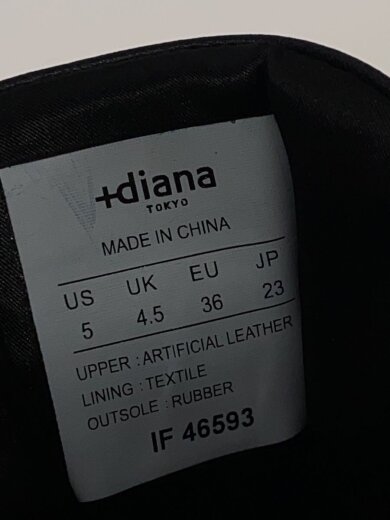 +diana
TOKYO
MADE IN CHINA
US UK EU JP
5 4.5 36 23
UPPER : ARTIFICIAL LEATHER
LINING : TEXTILE
OUTSOLE : RUBBER
IF 46593